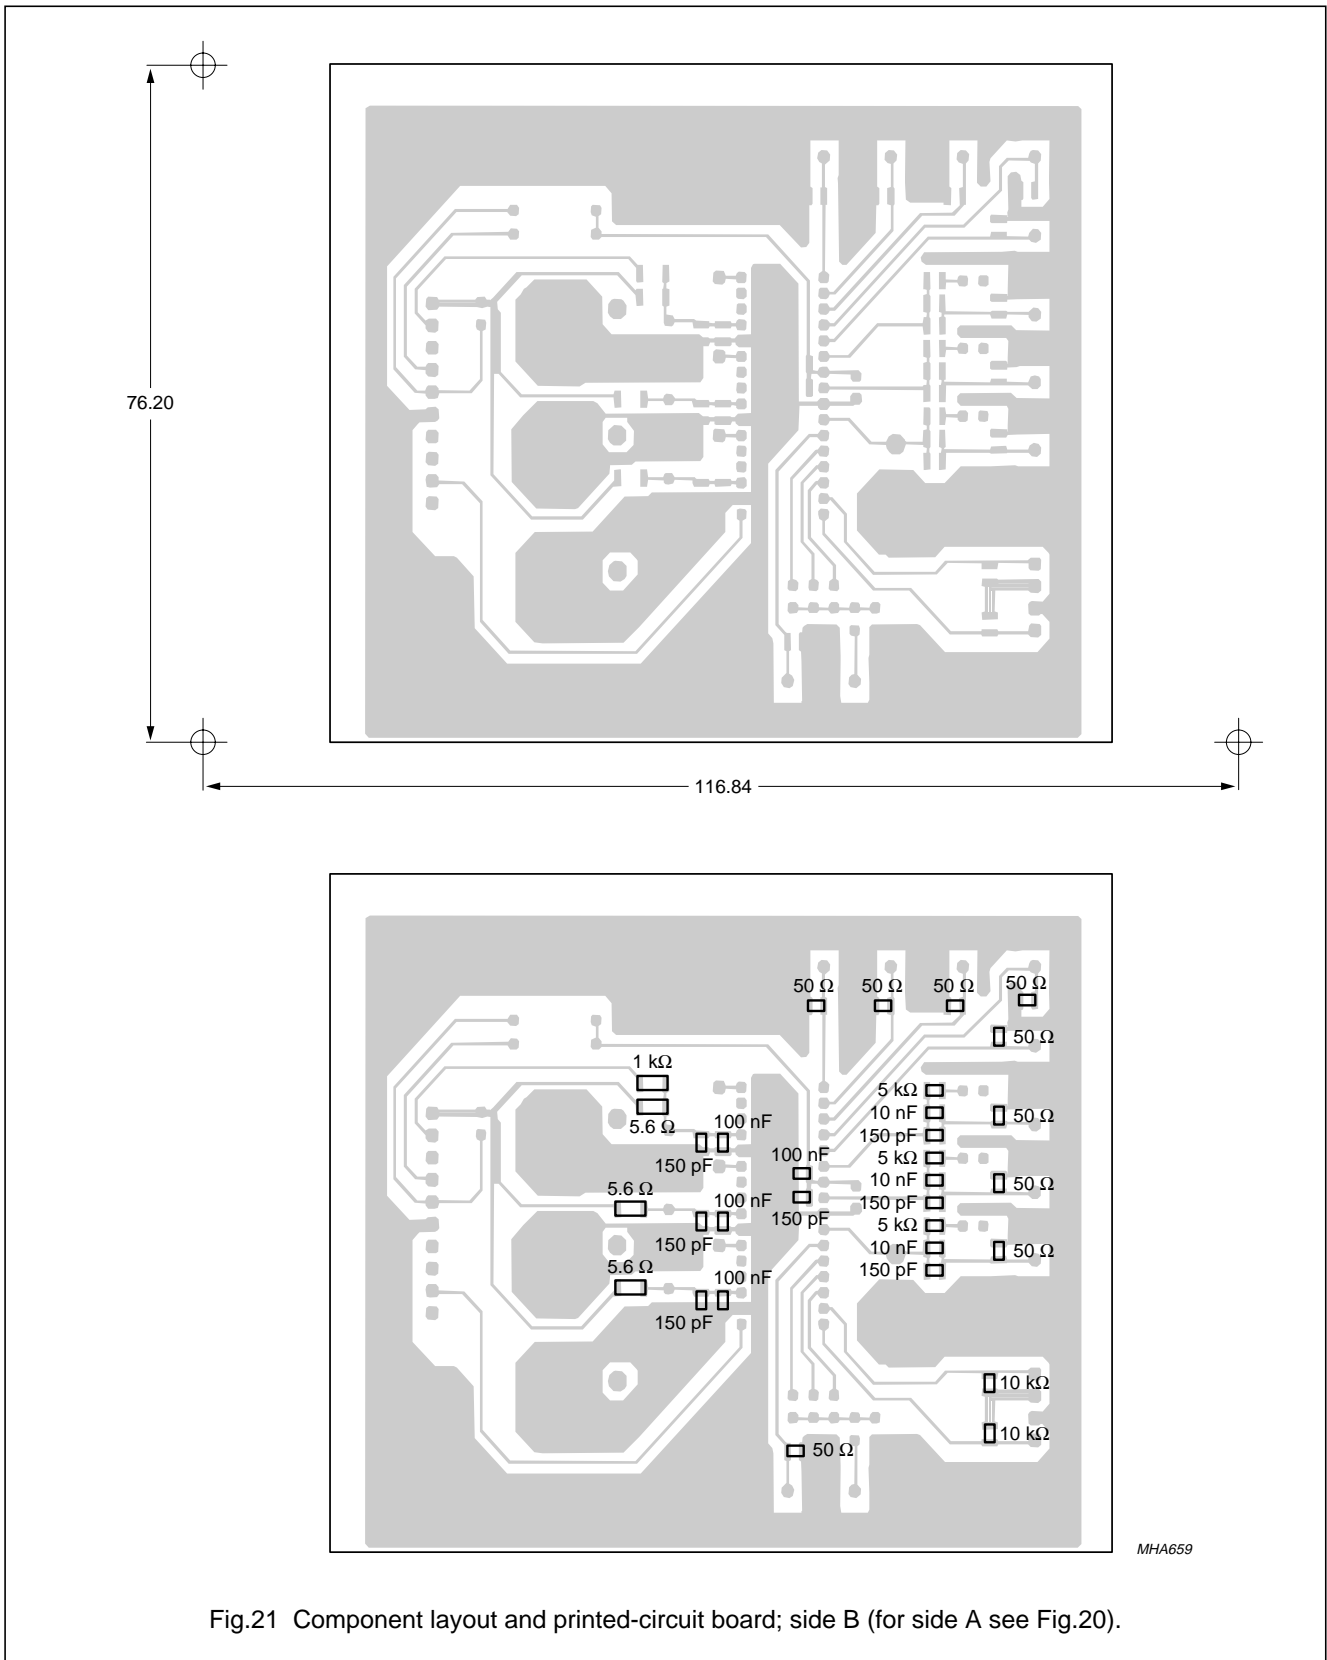 76.20
116.84
50 Ω 50 Ω 50 Ω 50 Ω
50 Ω
1 kΩ
5.6 Ω
100 nF
150 pF
5 kΩ
10 nF
50 Ω
150 pF
100 nF
5 kΩ
10 nF
50 Ω
150 pF
150 pF
5.6 Ω
100 nF
150 pF
5 kΩ
10 nF
50 Ω
150 pF
5.6 Ω
100 nF
150 pF
10 kΩ
10 kΩ
50 Ω
MHA659
Fig.21 Component layout and printed-circuit board; side B (for side A see Fig.20).